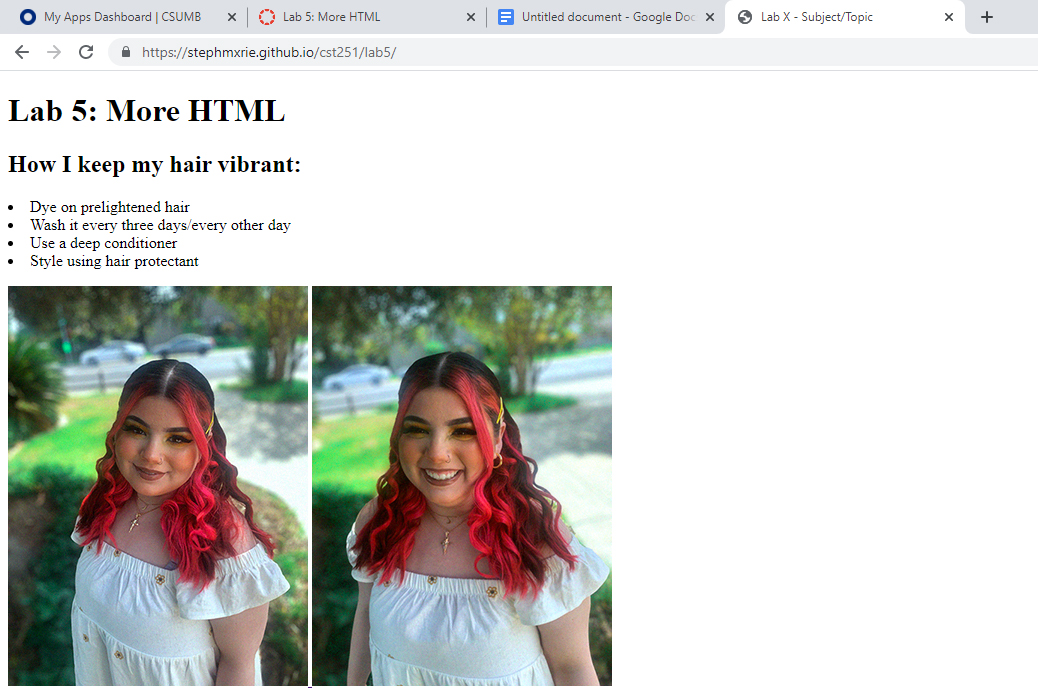 My Apps Dashboard | CSUMB
Lab 5: More HTML
Untitled document - Google Doc
Lab X - Subject/Topic
https://stephmxrie.github.io/cst251/lab5/
Lab 5: More HTML
How I keep my hair vibrant:
Dye on prelightened hair
Wash it every three days/every other day
Use a deep conditioner
Style using hair protectant